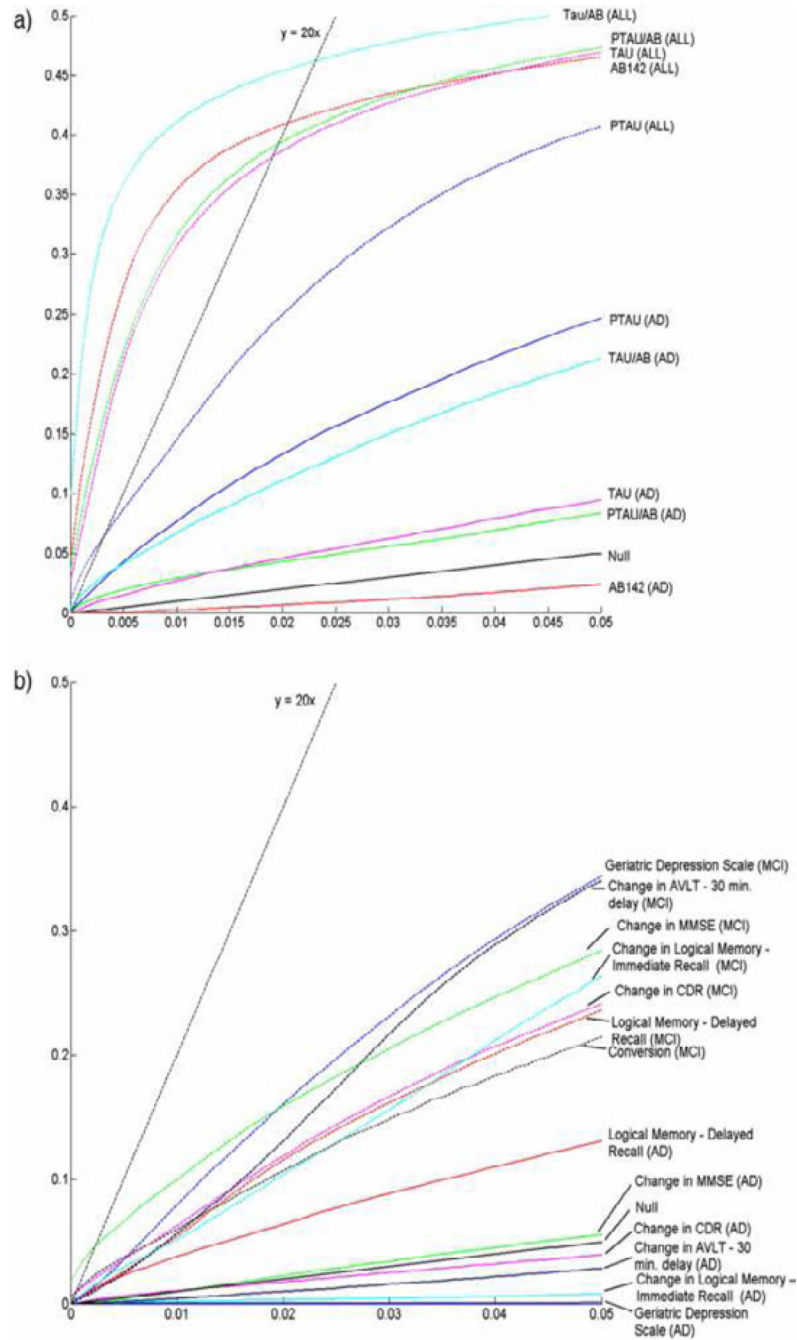 a)
0.5
0.45
0.4
0.35
0.3
0.25
0.2
0.15
0.1
0.05
0
y = 20x
Tau/AB (ALL)
PTAU/AB (ALL)
TAU (ALL)
AB142 (ALL)
PTAU (ALL)
PTAU (AD)
TAU/AB (AD)
TAU (AD)
PTAU/AB (AD)
Null
AB142 (AD)
0 0.005 0.01 0.015 0.02 0.025 0.03 0.035 0.04 0.045 0.05
b)
0.5
0.4
0.3
0.2
0.1
0
y = 20x
Geriatric Depression Scale (MCI)
Change in AVLT - 30 min.
delay (MCI)
Change in MMSE (MCI)
Change in Logical Memory -
Immediate Recall (MCI)
Change in CDR (MCI)
Logical Memory - Delayed
Recall (MCI)
Conversion (MCI)
Logical Memory - Delayed
Recall (AD)
Change in MMSE (AD)
Null
Change in CDR (AD)
Change in AVLT - 30
min. delay (AD)
Change in Logical Memory –
Immediate Recall (AD)
Geriatric Depression
Scale (AD)
0 0.01 0.02 0.03 0.04 0.05